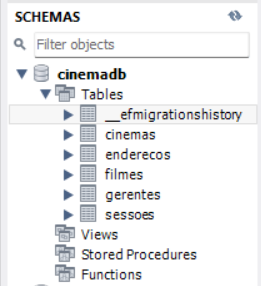 SCHEMAS
Filter objects
cinemadb
Tables
__efmigrationshistory
cinemas
enderecos
filmes
gerentes
sessoes
Views
Stored Procedures
Functions